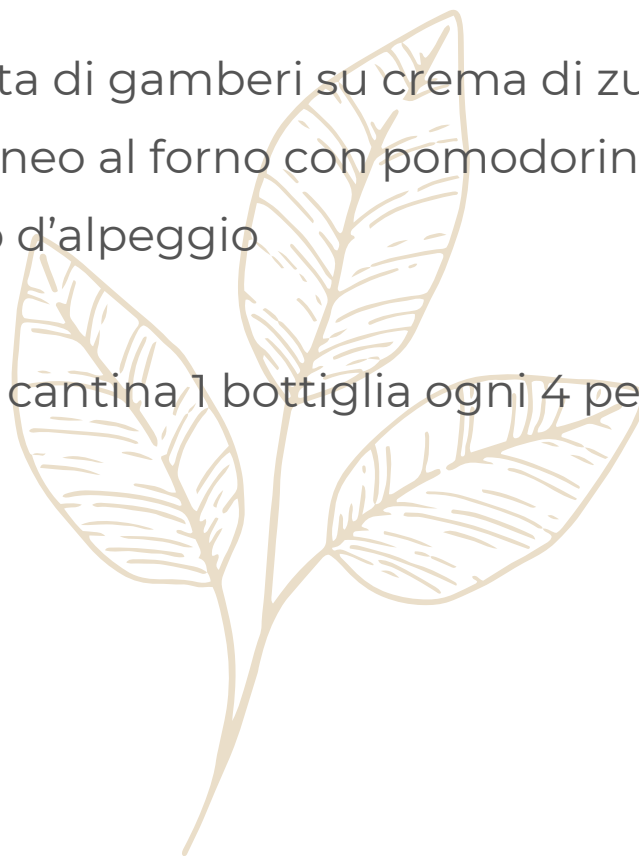 ta di gamberi su crema di zu
neo al forno con pomodorin
o d’alpeggio
cantina 1 bottiglia ogni 4 pe